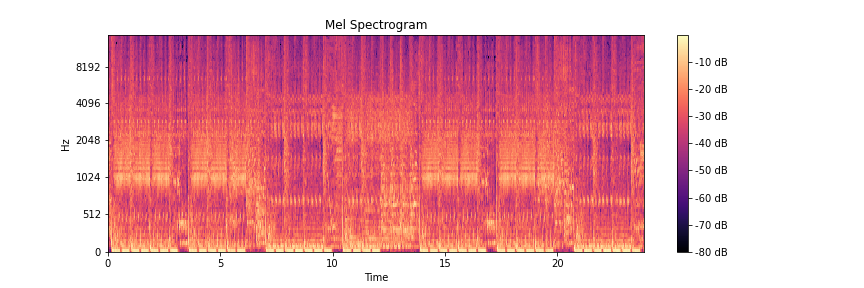 Mel Spectrogram
Hz
8192
4096
2048
1024
512
0
0 5 10 15 20
Time
-10 dB
-20 dB
-30 dB
-40 dB
-50 dB
-60 dB
-70 dB
-80 dB